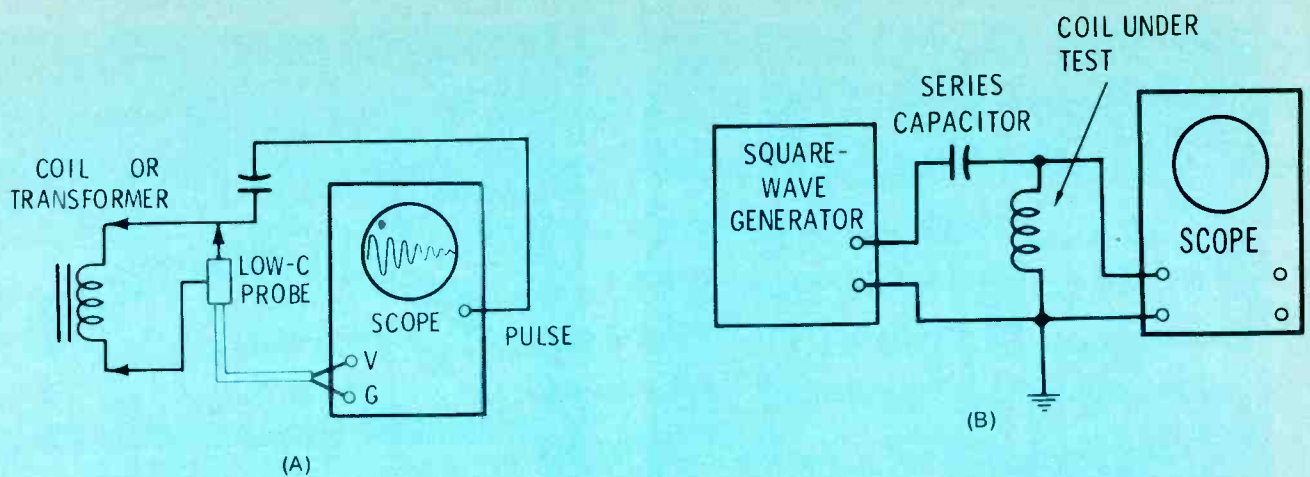 COIL OR
TRANSFORMER
LOW-C
PROBE
SCOPE
PULSE
V
G
(A)
COIL UNDER
TEST
SERIES
CAPACITOR
SQUARE-
WAVE
GENERATOR
SCOPE
(B)